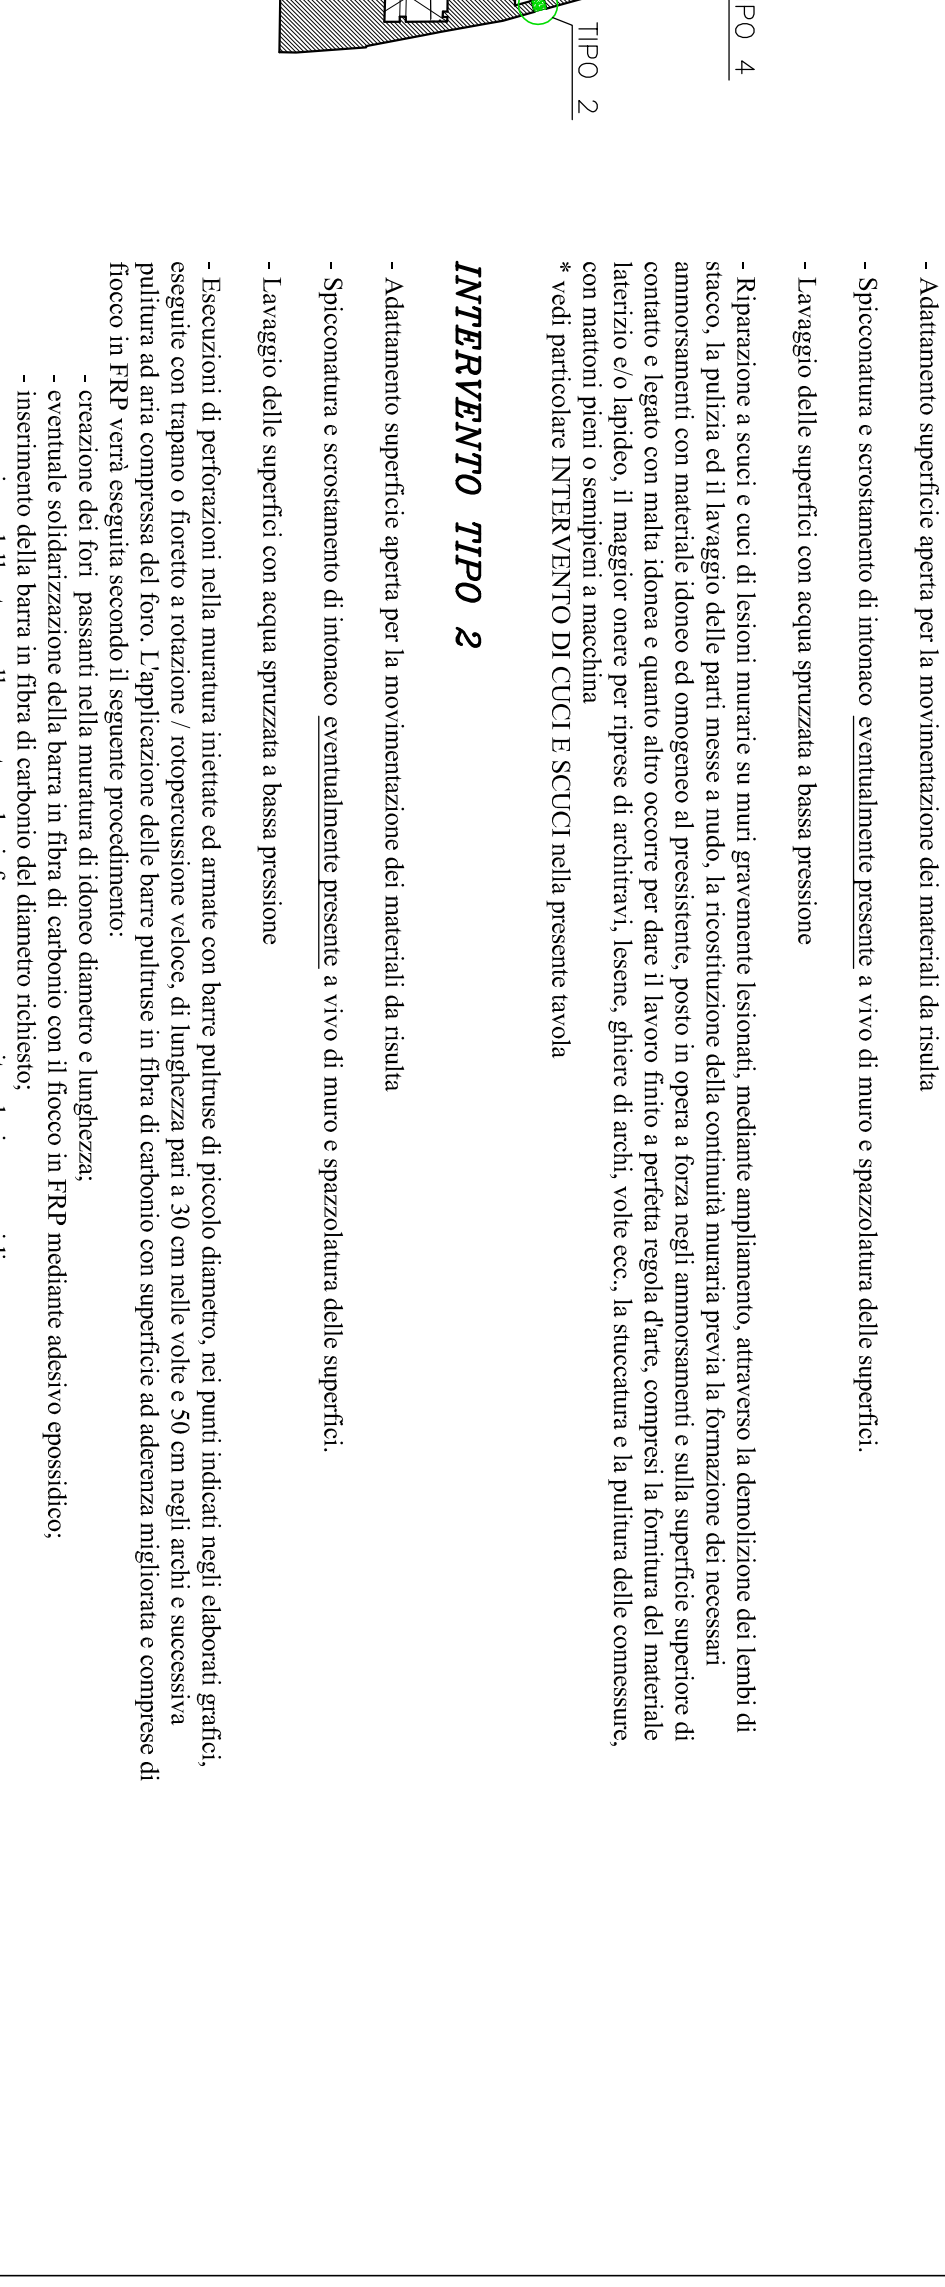 PO 4
TIPO 2
- Adattamento superficie aperta per la movimentazione dei materiali da risulta
- Spicconatura e scrostamento di intonaco eventualmente presente a vivo di muro e spazzolatura delle superfici.
- Lavaggio delle superfici con acqua spruzzata a bassa pressione
- Riparazione a scuci e cuci di lesioni murarie su muri gravemente lesionati, mediante ampliamento, attraverso la demolizione dei lembi di
stacco, la pulizia ed il lavaggio delle parti messe a nudo, la ricostituzione della continuità muraria previa la formazione dei necessari
ammorsamenti con materiale idoneo ed omogeneo al preesistente, posto in opera a forza negli ammorsamenti e sulla superficie superiore di
contatto e legato con malta idonea e quanto altro occorre per dare il lavoro finito a perfetta regola d'arte, compresi la fornitura del materiale
laterizio e/o lapideo, il maggior onere per riprese di architravi, lesene, ghiere di archi, volte ecc., la stuccatura e la pulitura delle connessure,
con mattoni pieni o semipieni a macchina
* vedi particolare INTERVENTO DI CUCI E SCUCI nella presente tavola
INTERVENTO TIPO 2
- Adattamento superficie aperta per la movimentazione dei materiali da risulta
- Spicconatura e scrostamento di intonaco eventualmente presente a vivo di muro e spazzolatura delle superfici.
- Lavaggio delle superfici con acqua spruzzata a bassa pressione
- Esecuzioni di perforazioni nella muratura iniettate ed armate con barre pultruse di piccolo diametro, nei punti indicati negli elaborati grafici,
eseguite con trapano o fioretto a rotazione / rotopercussione veloce, di lunghezza pari a 30 cm nelle volte e 50 cm negli archi e successiva
pulitura ad aria compressa del foro. L'applicazione delle barre pultruse in fibra di carbonio con superficie ad aderenza migliorata e comprese di
fiocco in FRP verrà eseguita secondo il seguente procedimento:
- creazione dei fori passanti nella muratura di idoneo diametro e lunghezza;
- eventuale solidarizzazione della barra in fibra di carbonio con il fiocco in FRP mediante adesivo epossidico;
- inserimento della barra in fibra di carbonio del diametro richiesto;